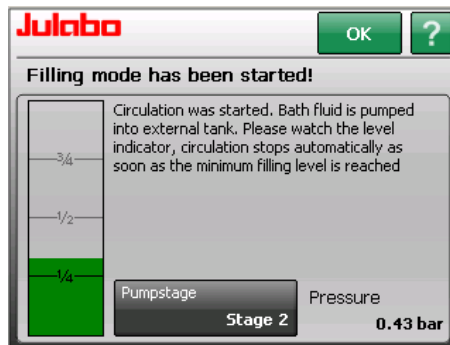 Julabo
OK
?
Filling mode has been started!
Circulation was started. Bath fluid is pumped
into external tank. Please watch the level
indicator, circulation stops automatically as
soon as the minimum filling level is reached
3/4
1/2
1/4
Pumpstage
Stage 2
Pressure
0.43 bar